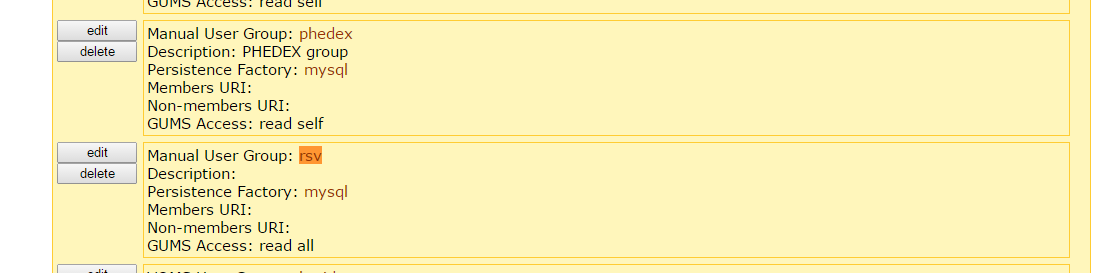 GUMS Access: read self
edit
delete
Manual User Group: phedex
Description: PHEDEX group
Persistence Factory: mysql
Members URI:
Non-members URI:
GUMS Access: read self
edit
delete
Manual User Group: rsv
Description:
Persistence Factory: mysql
Members URI:
Non-members URI:
GUMS Access: read all
edit